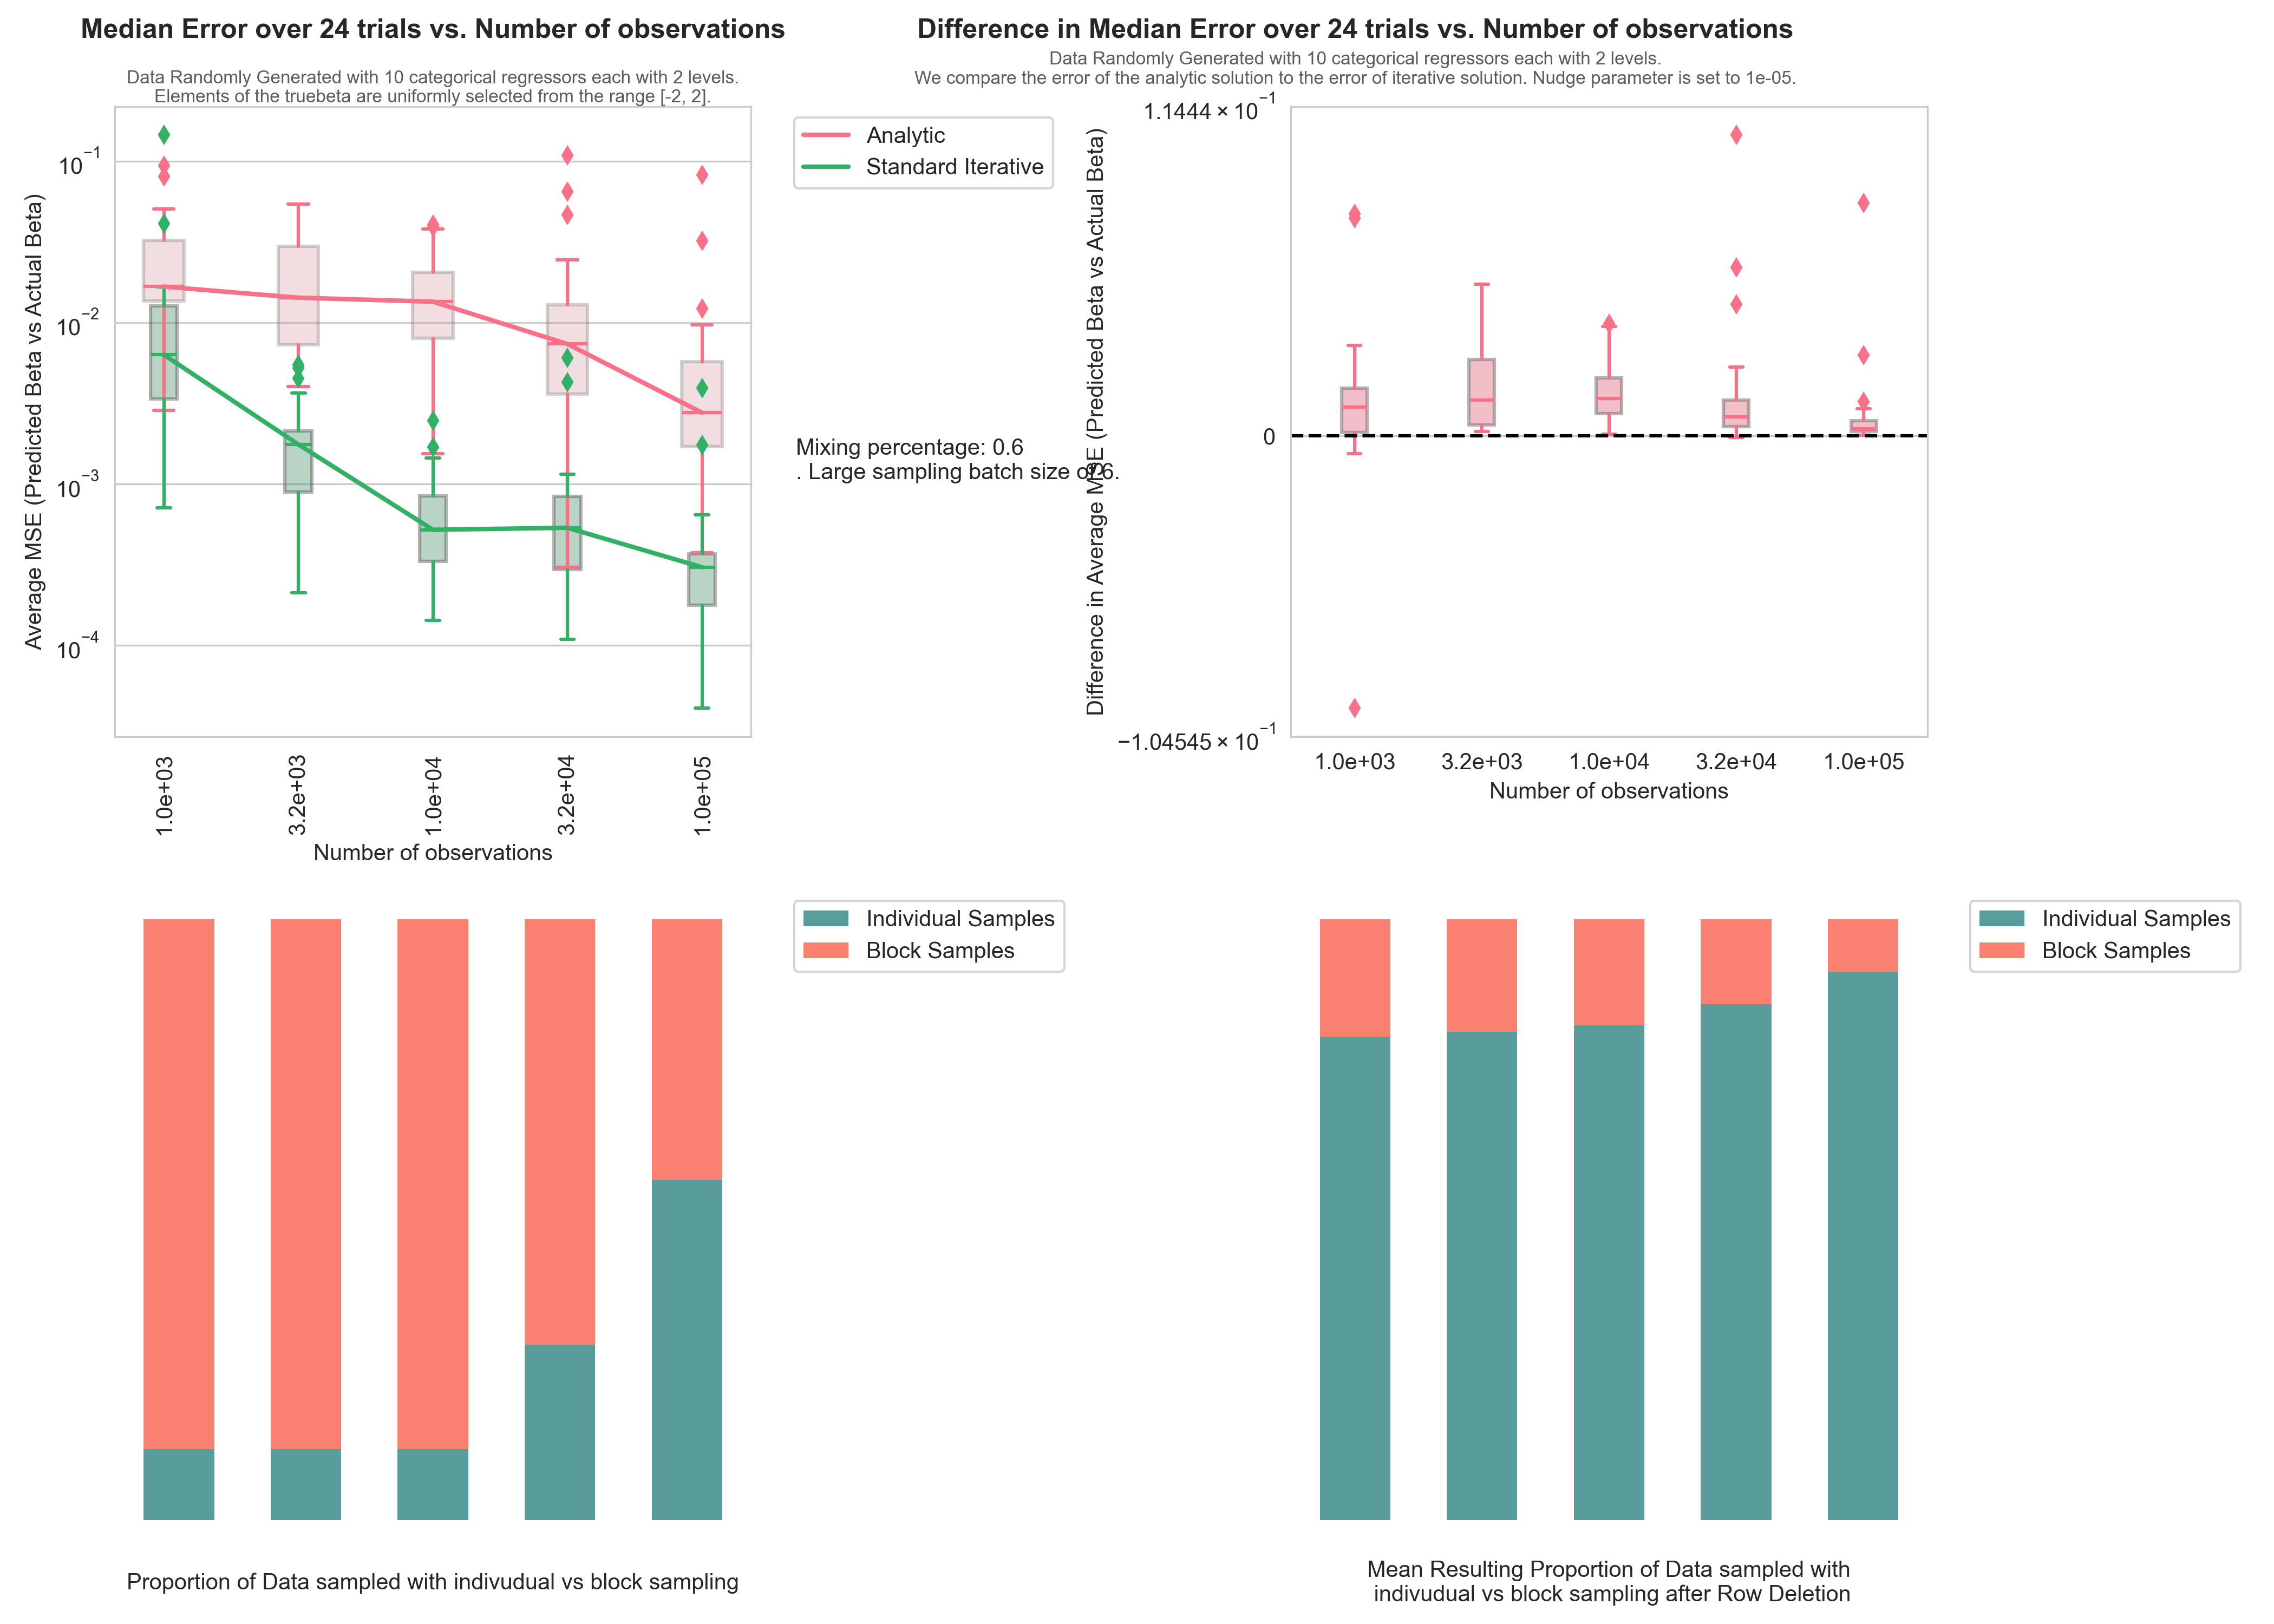 Median Error over 24 trials vs. Number of observations
Data Randomly Generated with 10 categorical regressors each with 2 levels.
Elements of the truebeta are uniformly selected from the range [-2, 2].
Average MSE (Predicted Beta vs Actual Beta)
10⁻¹
10⁻²
10⁻³
10⁻⁴
1.0e+03
3.2e+03
1.0e+04
3.2e+04
1.0e+05
Number of observations
Analytic
Standard Iterative
Mixing percentage: 0.6
. Large sampling batch size of 6.
Difference in Median Error over 24 trials vs. Number of observations
Data Randomly Generated with 10 categorical regressors each with 2 levels.
We compare the error of the analytic solution to the error of iterative solution. Nudge parameter is set to 1e-05.
Difference in Average MSE (Predicted Beta vs Actual Beta)
1.1444 × 10⁻¹
0
−1.04545 × 10⁻¹
1.0e+03
3.2e+03
1.0e+04
3.2e+04
1.0e+05
Number of observations
Individual Samples
Block Samples
Proportion of Data sampled with indivudual vs block sampling
Individual Samples
Block Samples
Mean Resulting Proportion of Data sampled with
indivudual vs block sampling after Row Deletion